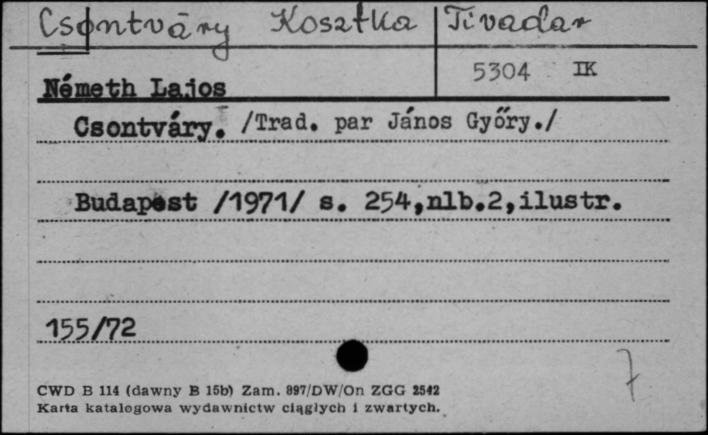 Csontváry Kosztka Tivadar
5304 IK
Németh Lajos
Csontváry. /Trad. par János Győry./
Budapest /1971/ s. 254,nlb.2,ilustr.
155/72
7
CWD B 114 (dawny B 15b) Zam. 897/DW/On ZGG 2542
Karta katalogowa wydawnictw ciągłych i zwartych.